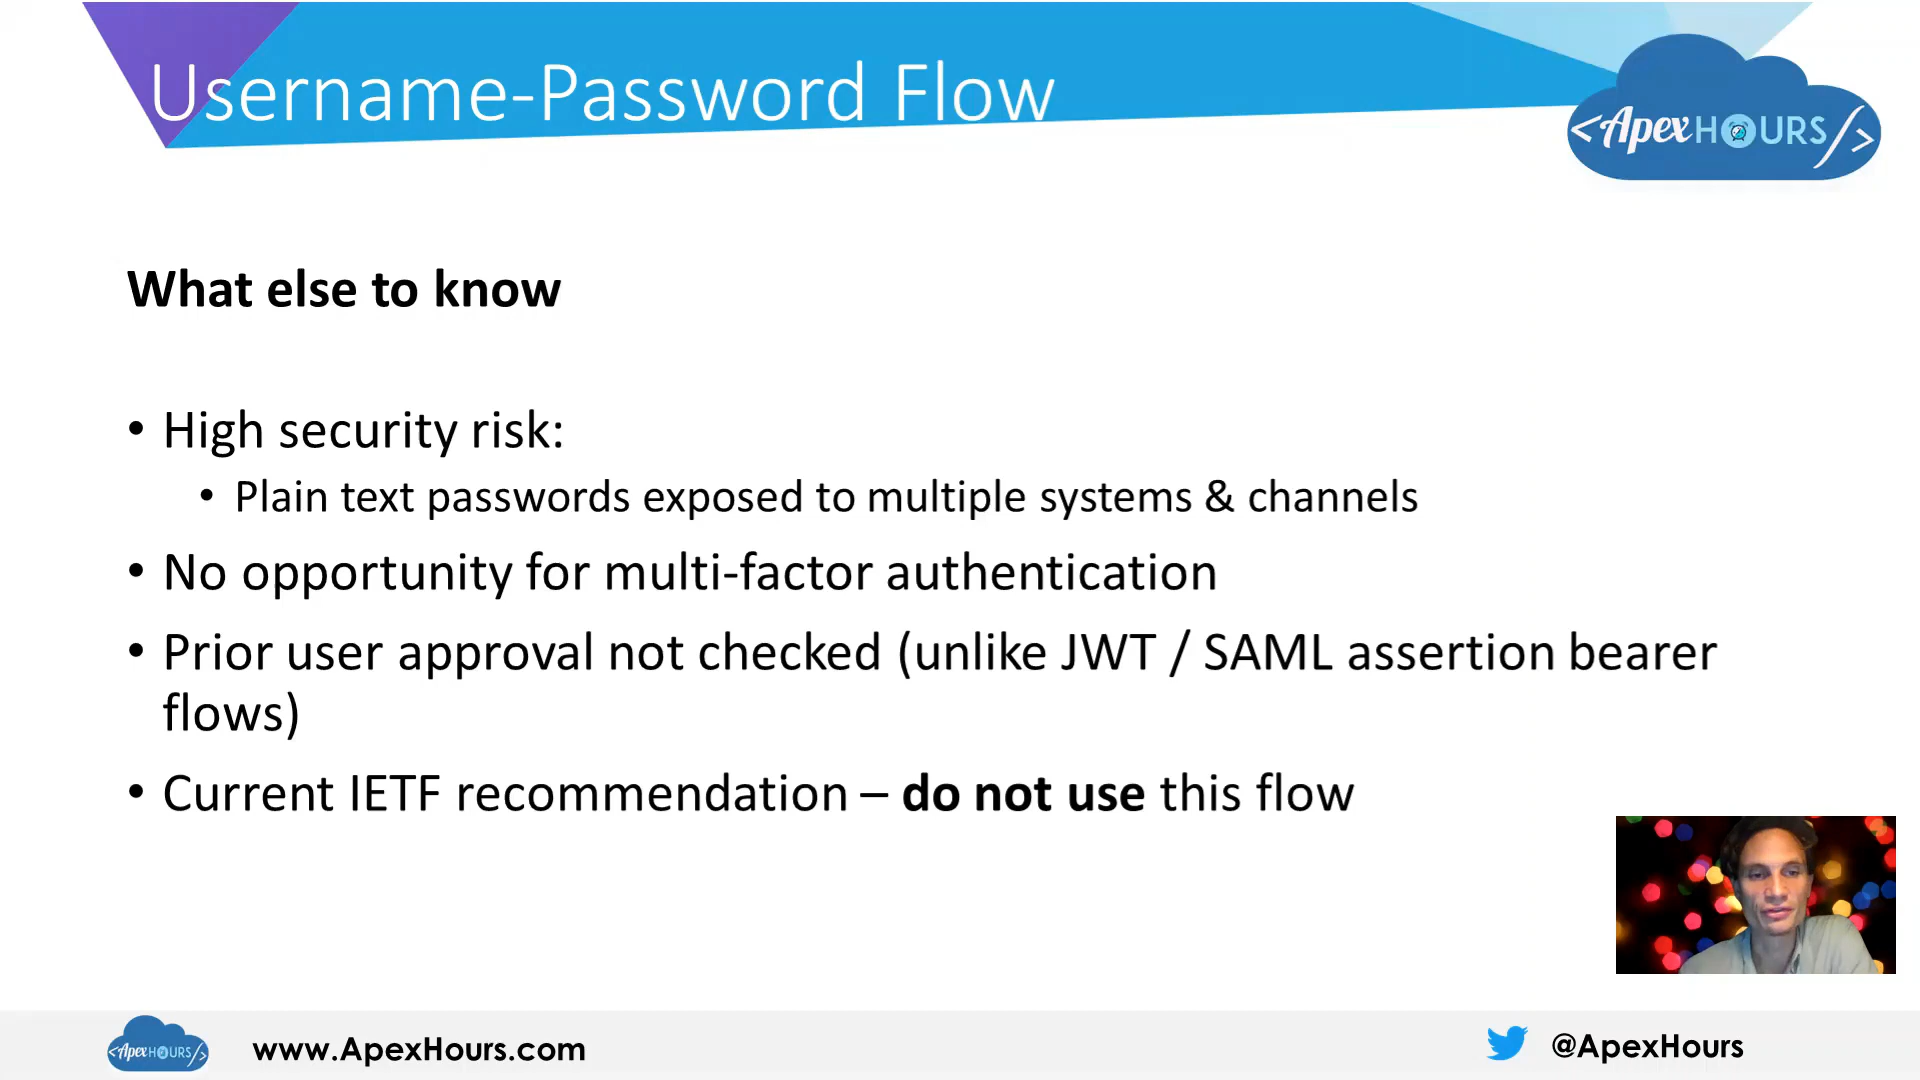 Username-Password Flow
<ApexHOURS/>
What else to know
• High security risk:
• Plain text passwords exposed to multiple systems & channels
• No opportunity for multi-factor authentication
• Prior user approval not checked (unlike JWT / SAML assertion bearer
flows)
• Current IETF recommendation – do not use this flow
<ApexHOURS/>
www.ApexHours.com
@ApexHours